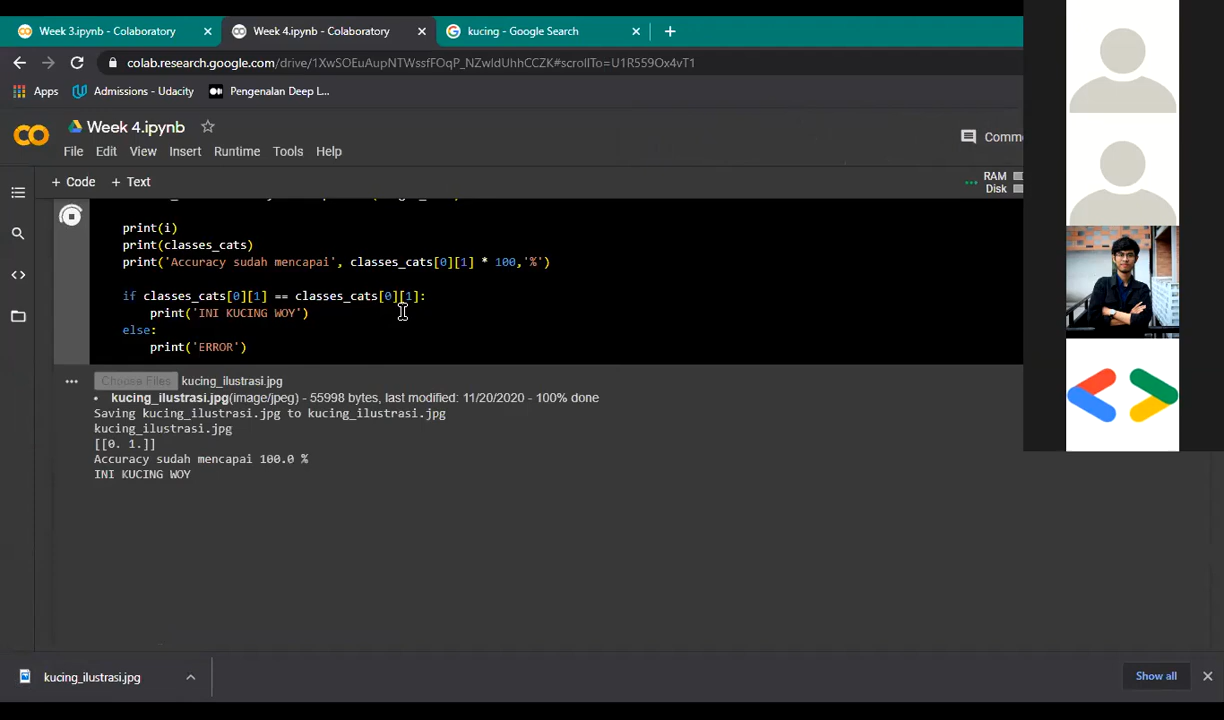 Week 3.ipynb - Colaboratory
Week 4.ipynb - Colaboratory
kucing - Google Search
colab.research.google.com/drive/1XwSOEuAupNTWssfFOqP_NZwldUhhCCZK#scrollTo=U1R559Ox4vT1
Apps
Admissions - Udacity
Pengenalan Deep L...
Week 4.ipynb
File Edit View Insert Runtime Tools Help
Comme
+ Code + Text
RAM
Disk
print(i)
print(classes_cats)
print('Accuracy sudah mencapai', classes_cats[0][1] * 100,'%')
if classes_cats[0][1] == classes_cats[0][1]:
print('INI KUCING WOY')
else:
print('ERROR')
Choose Files kucing_ilustrasi.jpg
• kucing_ilustrasi.jpg(image/jpeg) - 55998 bytes, last modified: 11/20/2020 - 100% done
Saving kucing_ilustrasi.jpg to kucing_ilustrasi.jpg
kucing_ilustrasi.jpg
[[0. 1.]]
Accuracy sudah mencapai 100.0 %
INI KUCING WOY
kucing_ilustrasi.jpg
Show all